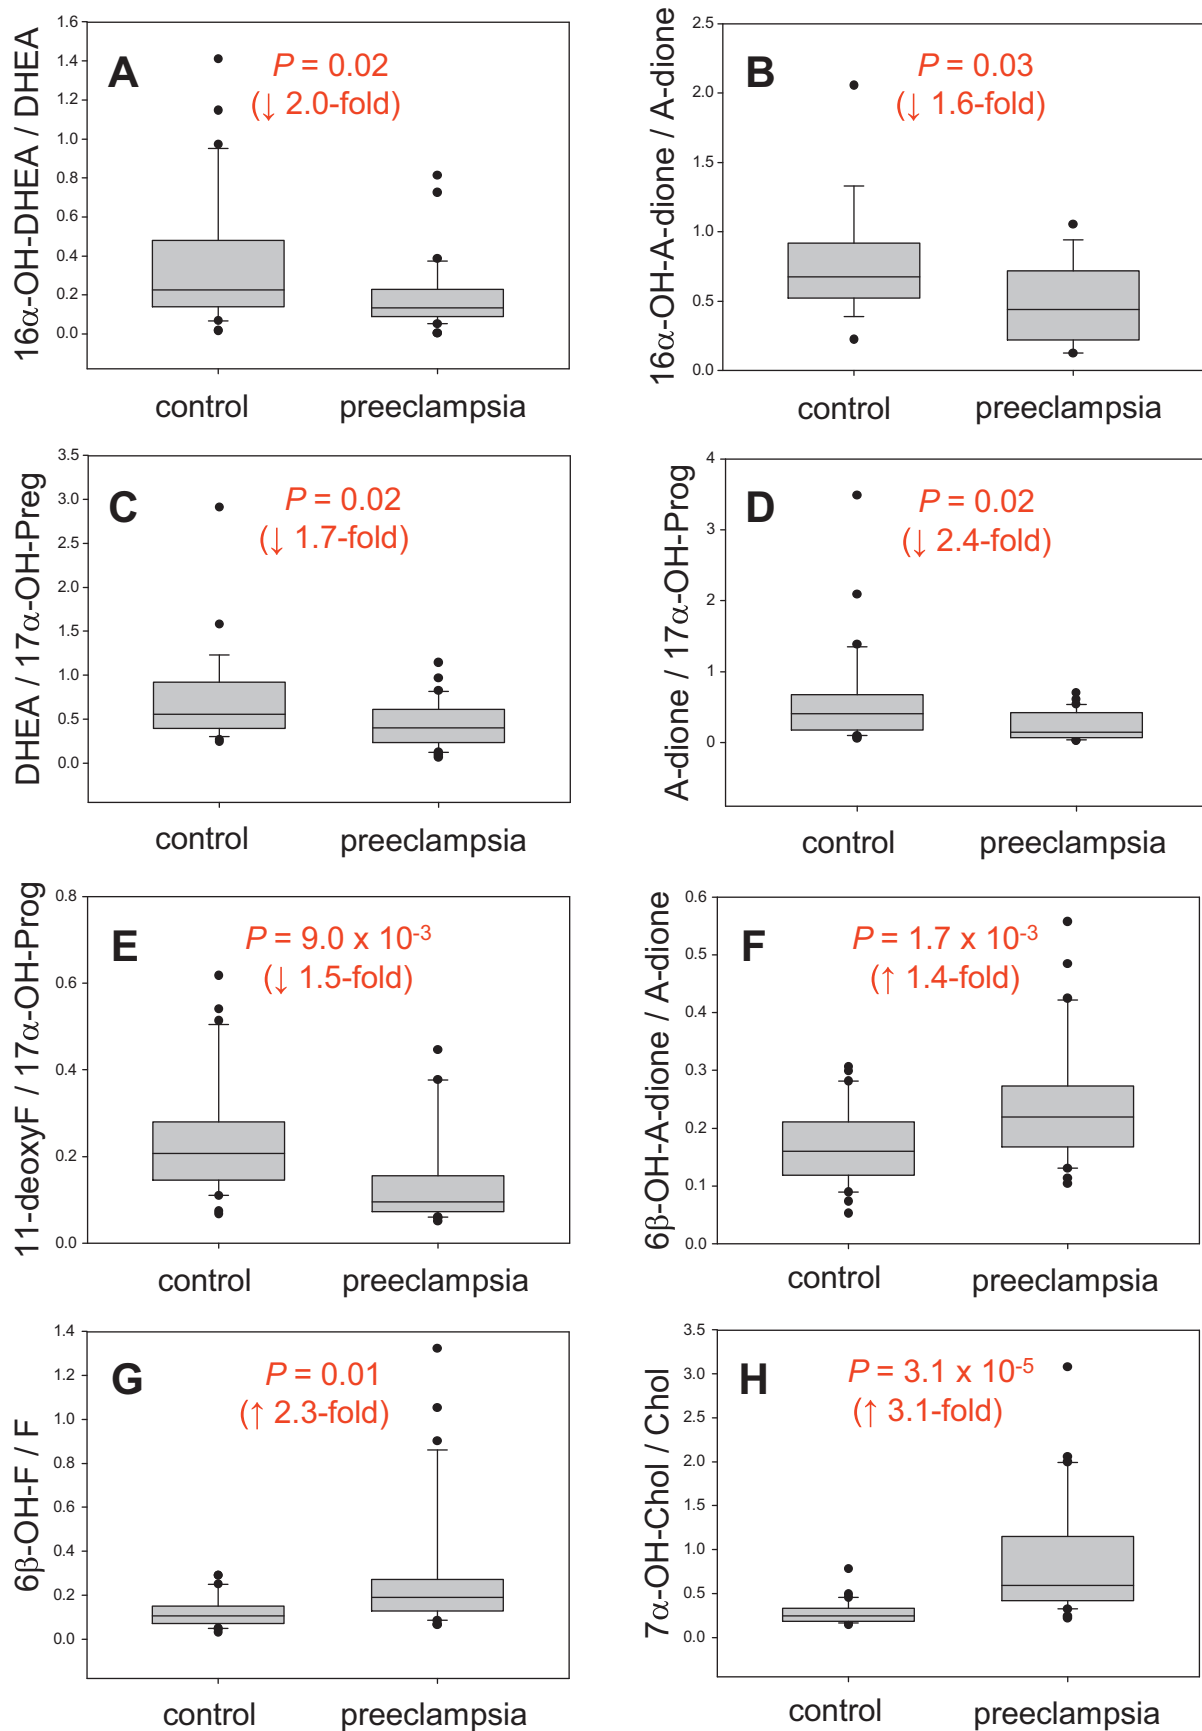 16α-OH-DHEA / DHEA
1.6
1.4
1.2
1.0
0.8
0.6
0.4
0.2
0.0
A
P = 0.02
(↓ 2.0-fold)
control
preeclampsia
16α-OH-A-dione / A-dione
2.5
2.0
1.5
1.0
0.5
0.0
B
P = 0.03
(↓ 1.6-fold)
control
preeclampsia
DHEA / 17α-OH-Preg
3.5
3.0
2.5
2.0
1.5
1.0
0.5
0.0
C
P = 0.02
(↓ 1.7-fold)
control
preeclampsia
A-dione / 17α-OH-Prog
4
3
2
1
0
D
P = 0.02
(↓ 2.4-fold)
control
preeclampsia
11-deoxyF / 17α-OH-Prog
0.8
0.6
0.4
0.2
0.0
E
P = 9.0 x 10⁻³
(↓ 1.5-fold)
control
preeclampsia
6β-OH-A-dione / A-dione
0.6
0.5
0.4
0.3
0.2
0.1
0.0
F
P = 1.7 x 10⁻³
(↑ 1.4-fold)
control
preeclampsia
6β-OH-F / F
1.4
1.2
1.0
0.8
0.6
0.4
0.2
0.0
G
P = 0.01
(↑ 2.3-fold)
control
preeclampsia
7α-OH-Chol / Chol
3.5
3.0
2.5
2.0
1.5
1.0
0.5
0.0
H
P = 3.1 x 10⁻⁵
(↑ 3.1-fold)
control
preeclampsia